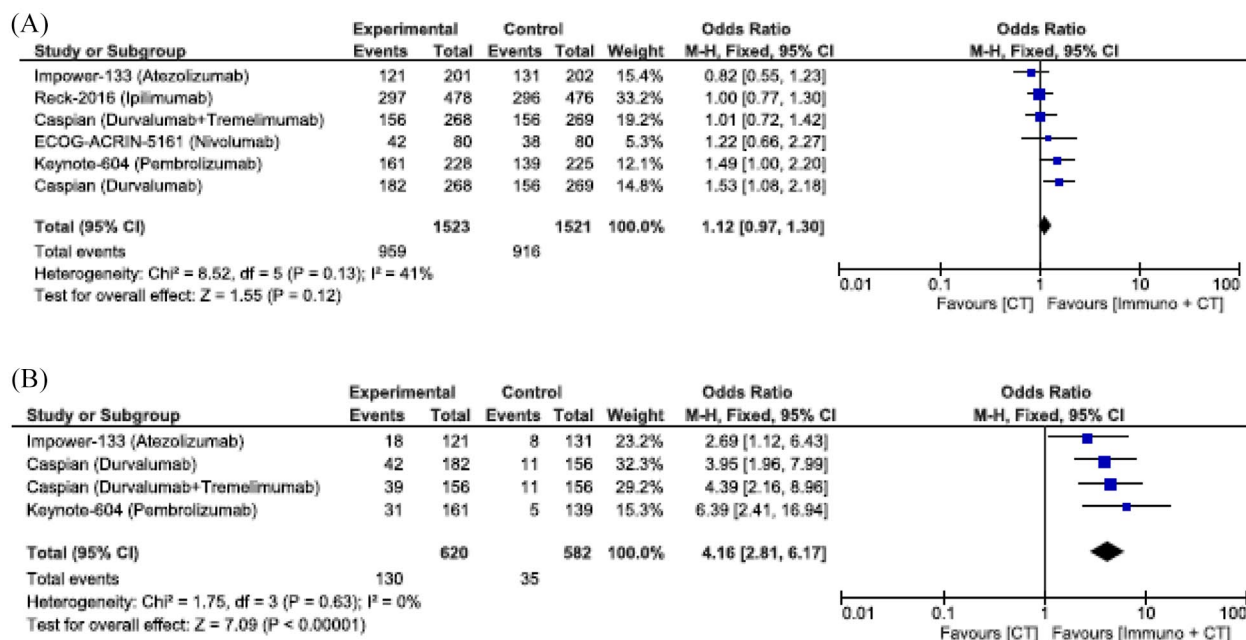 (A)
Experimental Control Odds Ratio Odds Ratio
Study or Subgroup Events Total Events Total Weight M-H, Fixed, 95% CI M-H, Fixed, 95% CI
Impower-133 (Atezolizumab) 121 201 131 202 15.4% 0.82 [0.55, 1.23]
Reck-2016 (Ipilimumab) 297 478 296 476 33.2% 1.00 [0.77, 1.30]
Caspian (Durvalumab+Tremelimumab) 156 268 156 269 19.2% 1.01 [0.72, 1.42]
ECOG-ACRIN-5161 (Nivolumab) 42 80 38 80 5.3% 1.22 [0.66, 2.27]
Keynote-604 (Pembrolizumab) 161 228 139 225 12.1% 1.49 [1.00, 2.20]
Caspian (Durvalumab) 182 268 156 269 14.8% 1.53 [1.08, 2.18]
Total (95% CI) 1523 1521 100.0% 1.12 [0.97, 1.30]
Total events 959 916
Heterogeneity: Chi² = 8.52, df = 5 (P = 0.13); I² = 41%
Test for overall effect: Z = 1.55 (P = 0.12)
0.01 0.1 1 10 100
Favours [CT] Favours [Immuno + CT]
(B)
Experimental Control Odds Ratio Odds Ratio
Study or Subgroup Events Total Events Total Weight M-H, Fixed, 95% CI M-H, Fixed, 95% CI
Impower-133 (Atezolizumab) 18 121 8 131 23.2% 2.69 [1.12, 6.43]
Caspian (Durvalumab) 42 182 11 156 32.3% 3.95 [1.96, 7.99]
Caspian (Durvalumab+Tremelimumab) 39 156 11 156 29.2% 4.39 [2.16, 8.96]
Keynote-604 (Pembrolizumab) 31 161 5 139 15.3% 6.39 [2.41, 16.94]
Total (95% CI) 620 582 100.0% 4.16 [2.81, 6.17]
Total events 130 35
Heterogeneity: Chi² = 1.75, df = 3 (P = 0.63); I² = 0%
Test for overall effect: Z = 7.09 (P < 0.00001)
0.01 0.1 1 10 100
Favours [CT] Favours [Immuno + CT]